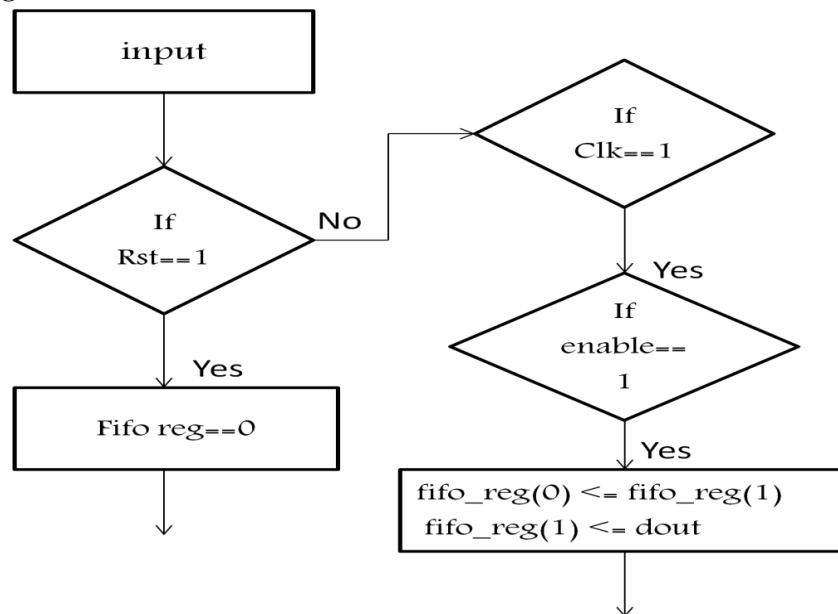 input
If
Rst==1
No
Yes
Fifo reg==0
If
Clk==1
Yes
If
enable==
1
Yes
fifo_reg(0) <= fifo_reg(1)
fifo_reg(1) <= dout